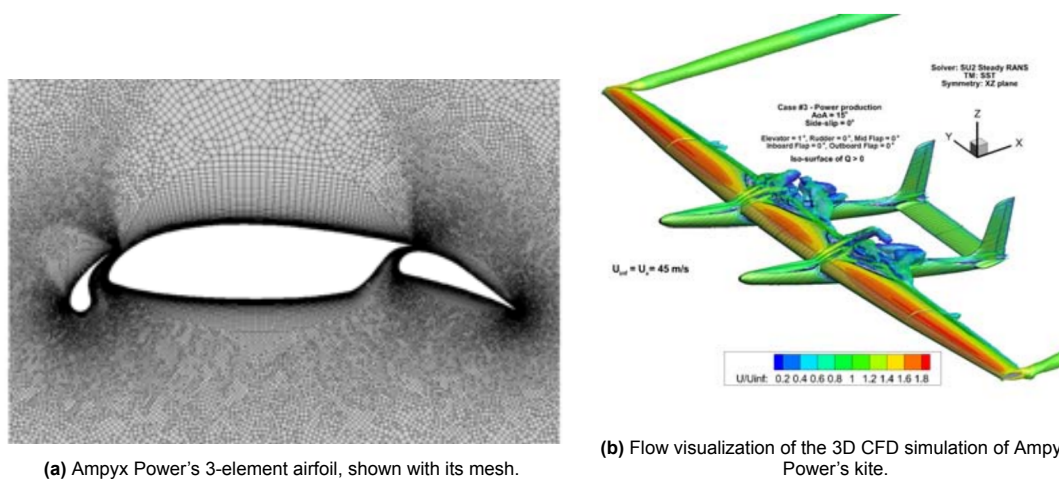 Solver: SU2 Steady RANS
TM: SST
Symmetry: XZ plane
Case #3 - Power production
AoA = 15°
Side-slip = 0°
Elevator = 1°, Rudder = 0°, Mid Flap = 0°
Inboard Flap = 0°, Outboard Flap = 0°
Iso-surface of Q > 0
Z
Y
X
U_inf = U_a = 45 m/s
U/Uinf: 0.2 0.4 0.6 0.8 1 1.2 1.4 1.6 1.8
(a) Ampyx Power's 3-element airfoil, shown with its mesh.
(b) Flow visualization of the 3D CFD simulation of Ampy
Power's kite.